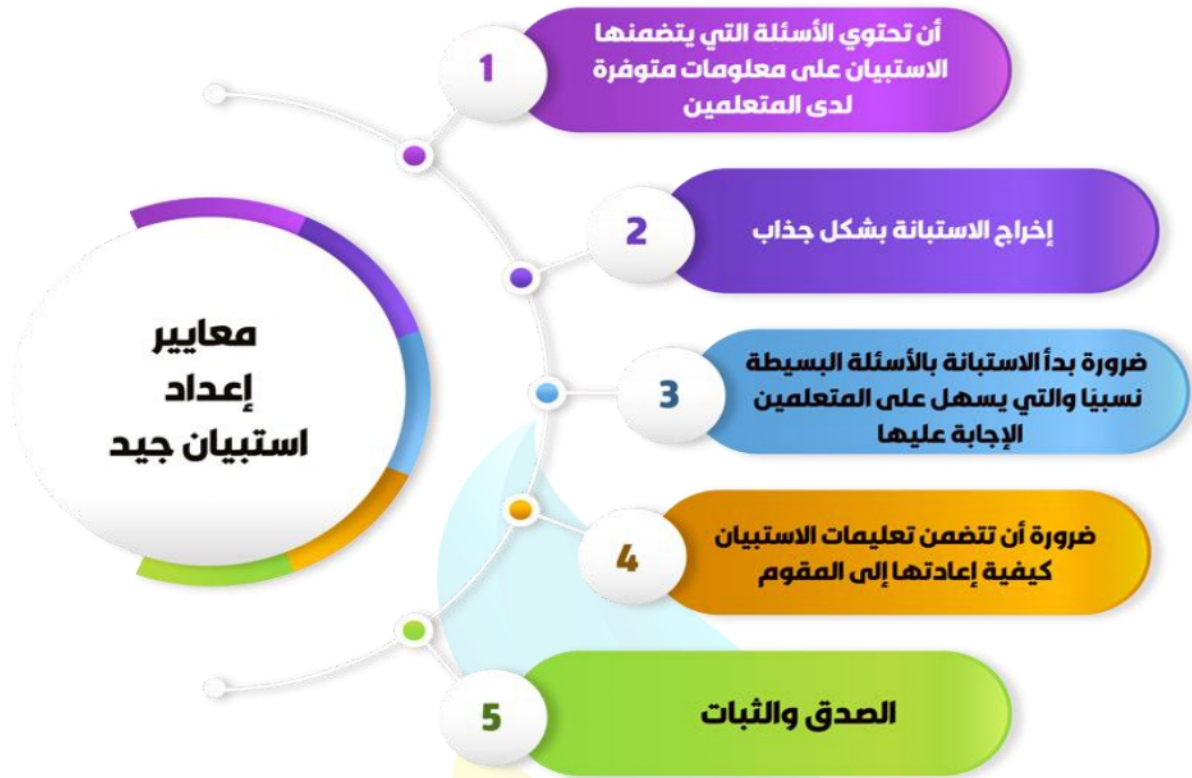 معايير
إعداد
استبيان جيد
1
أن تحتوي الأسئلة التي يتضمنها
الاستبيان على معلومات متوفرة
لدى المتعلمين
2
إخراج الاستبانة بشكل جذاب
3
ضرورة بدأ الاستبانة بالأسئلة البسيطة
نسبيًا والتي يسهل على المتعلمين
الإجابة عليها
4
ضرورة أن تتضمن تعليمات الاستبيان
كيفية إعادتها إلى المقوم
5
الصدق والثبات